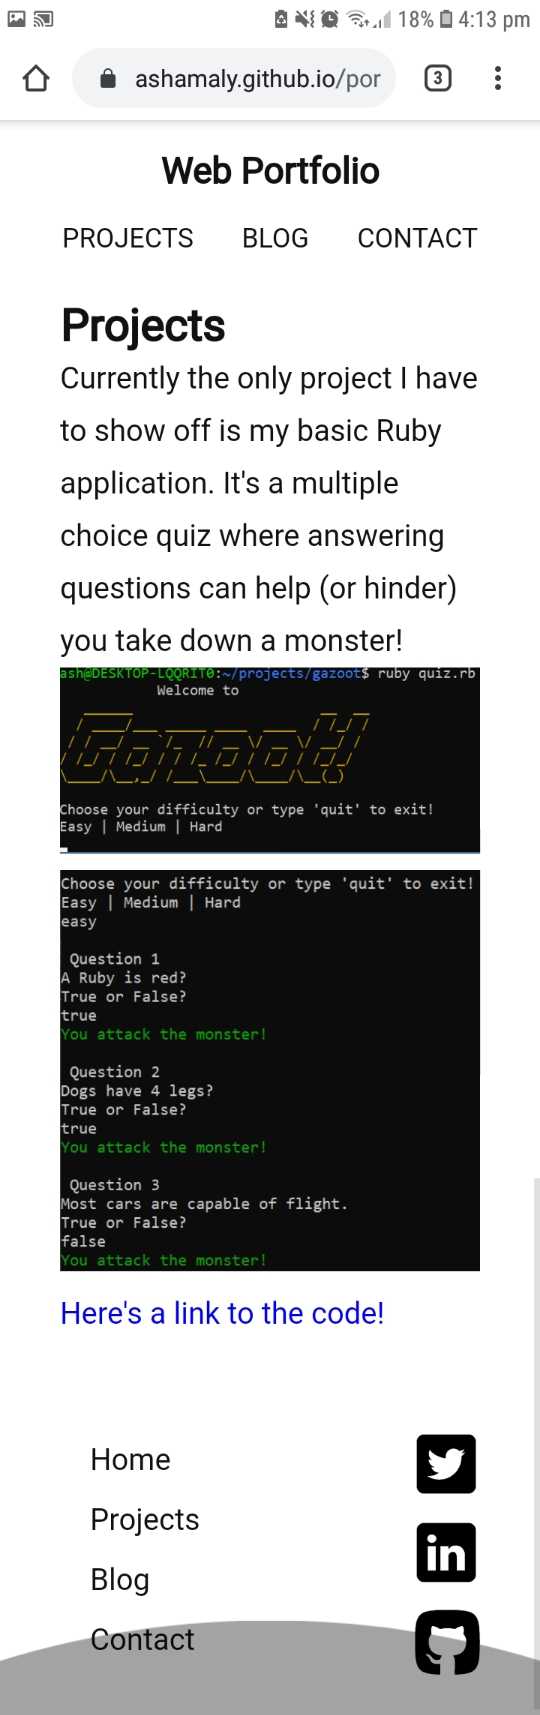 18% 4:13 pm
ashamaly.github.io/por
3
Web Portfolio
PROJECTS BLOG CONTACT
Projects
Currently the only project I have
to show off is my basic Ruby
application. It's a multiple
choice quiz where answering
questions can help (or hinder)
you take down a monster!
ash@DESKTOP-LQQRIT0:~/projects/gazoot$ ruby quiz.rb
Welcome to
Gazoot!
Choose your difficulty or type 'quit' to exit!
Easy | Medium | Hard
Choose your difficulty or type 'quit' to exit!
Easy | Medium | Hard
easy
Question 1
A Ruby is red?
True or False?
true
You attack the monster!
Question 2
Dogs have 4 legs?
True or False?
true
You attack the monster!
Question 3
Most cars are capable of flight.
True or False?
false
You attack the monster!
Here's a link to the code!
Home
Projects
in
Blog
Contact